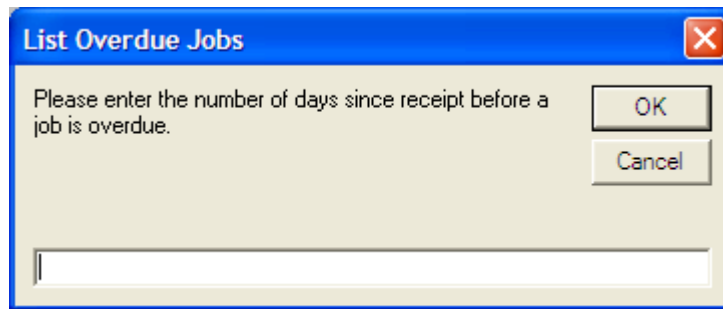 List Overdue Jobs
Please enter the number of days since receipt before a
job is overdue.
OK
Cancel